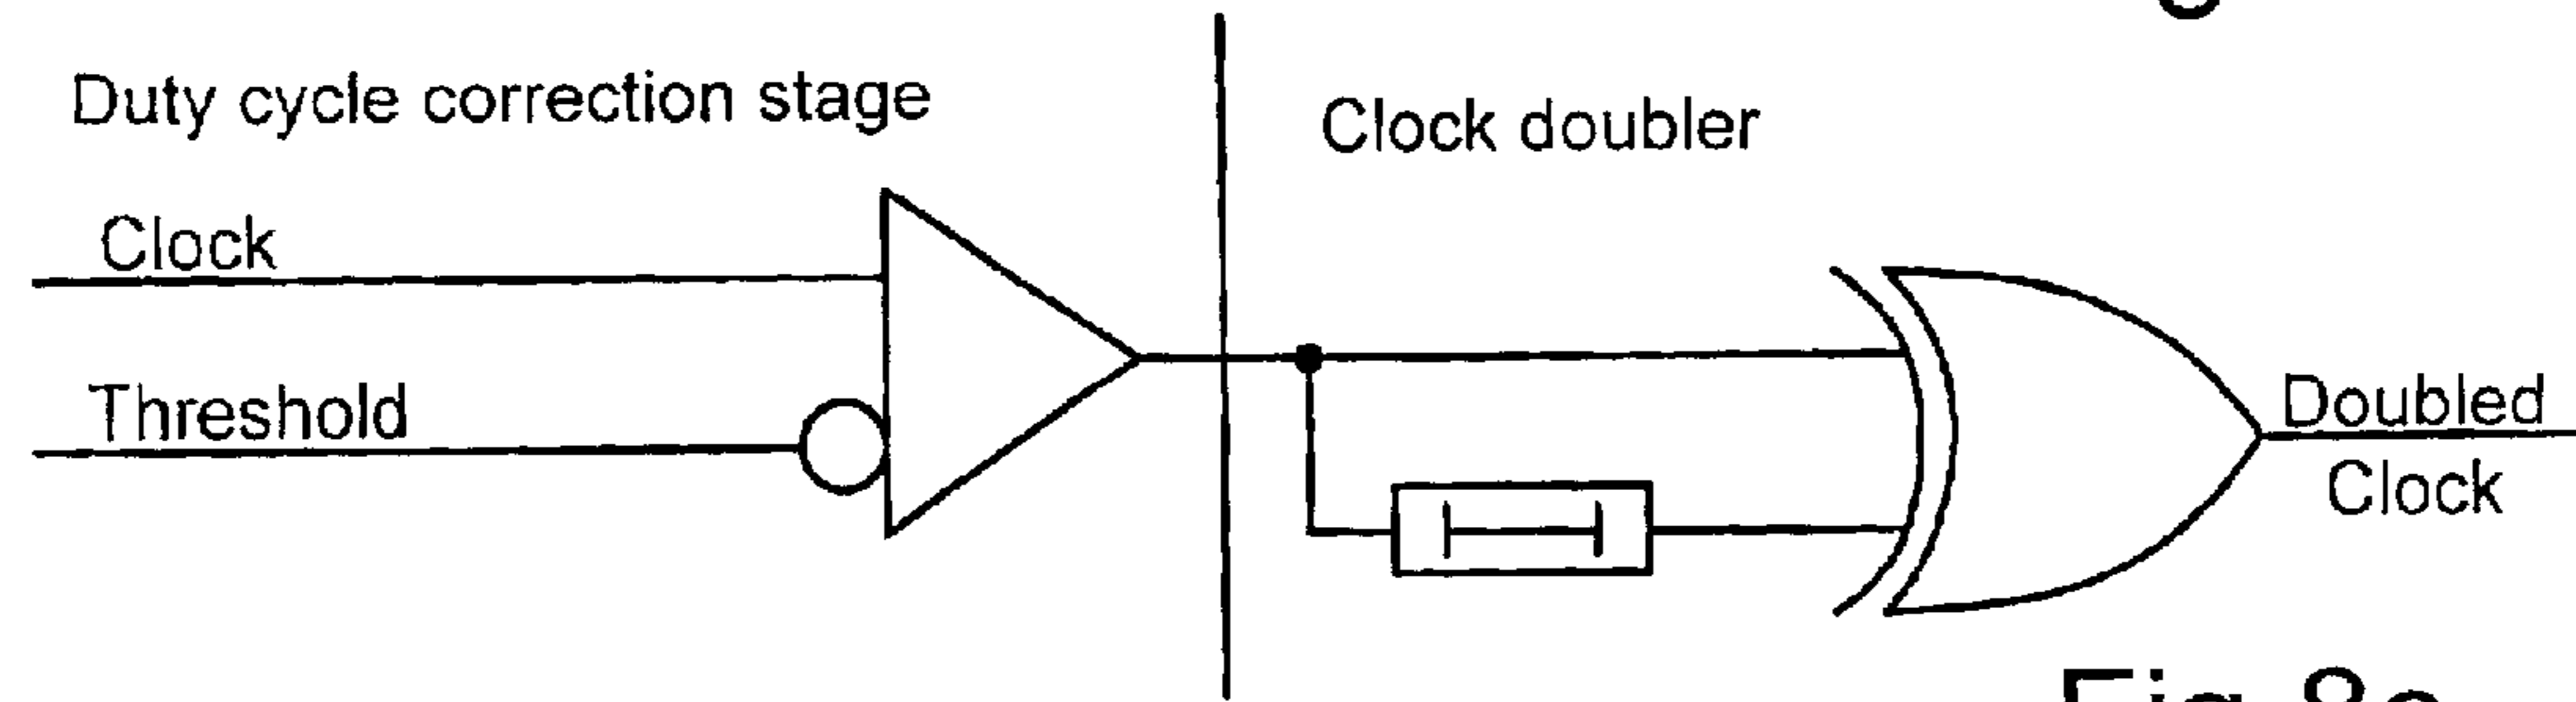 Duty cycle correction stage
Clock doubler
Clock
Threshold
Doubled
Clock